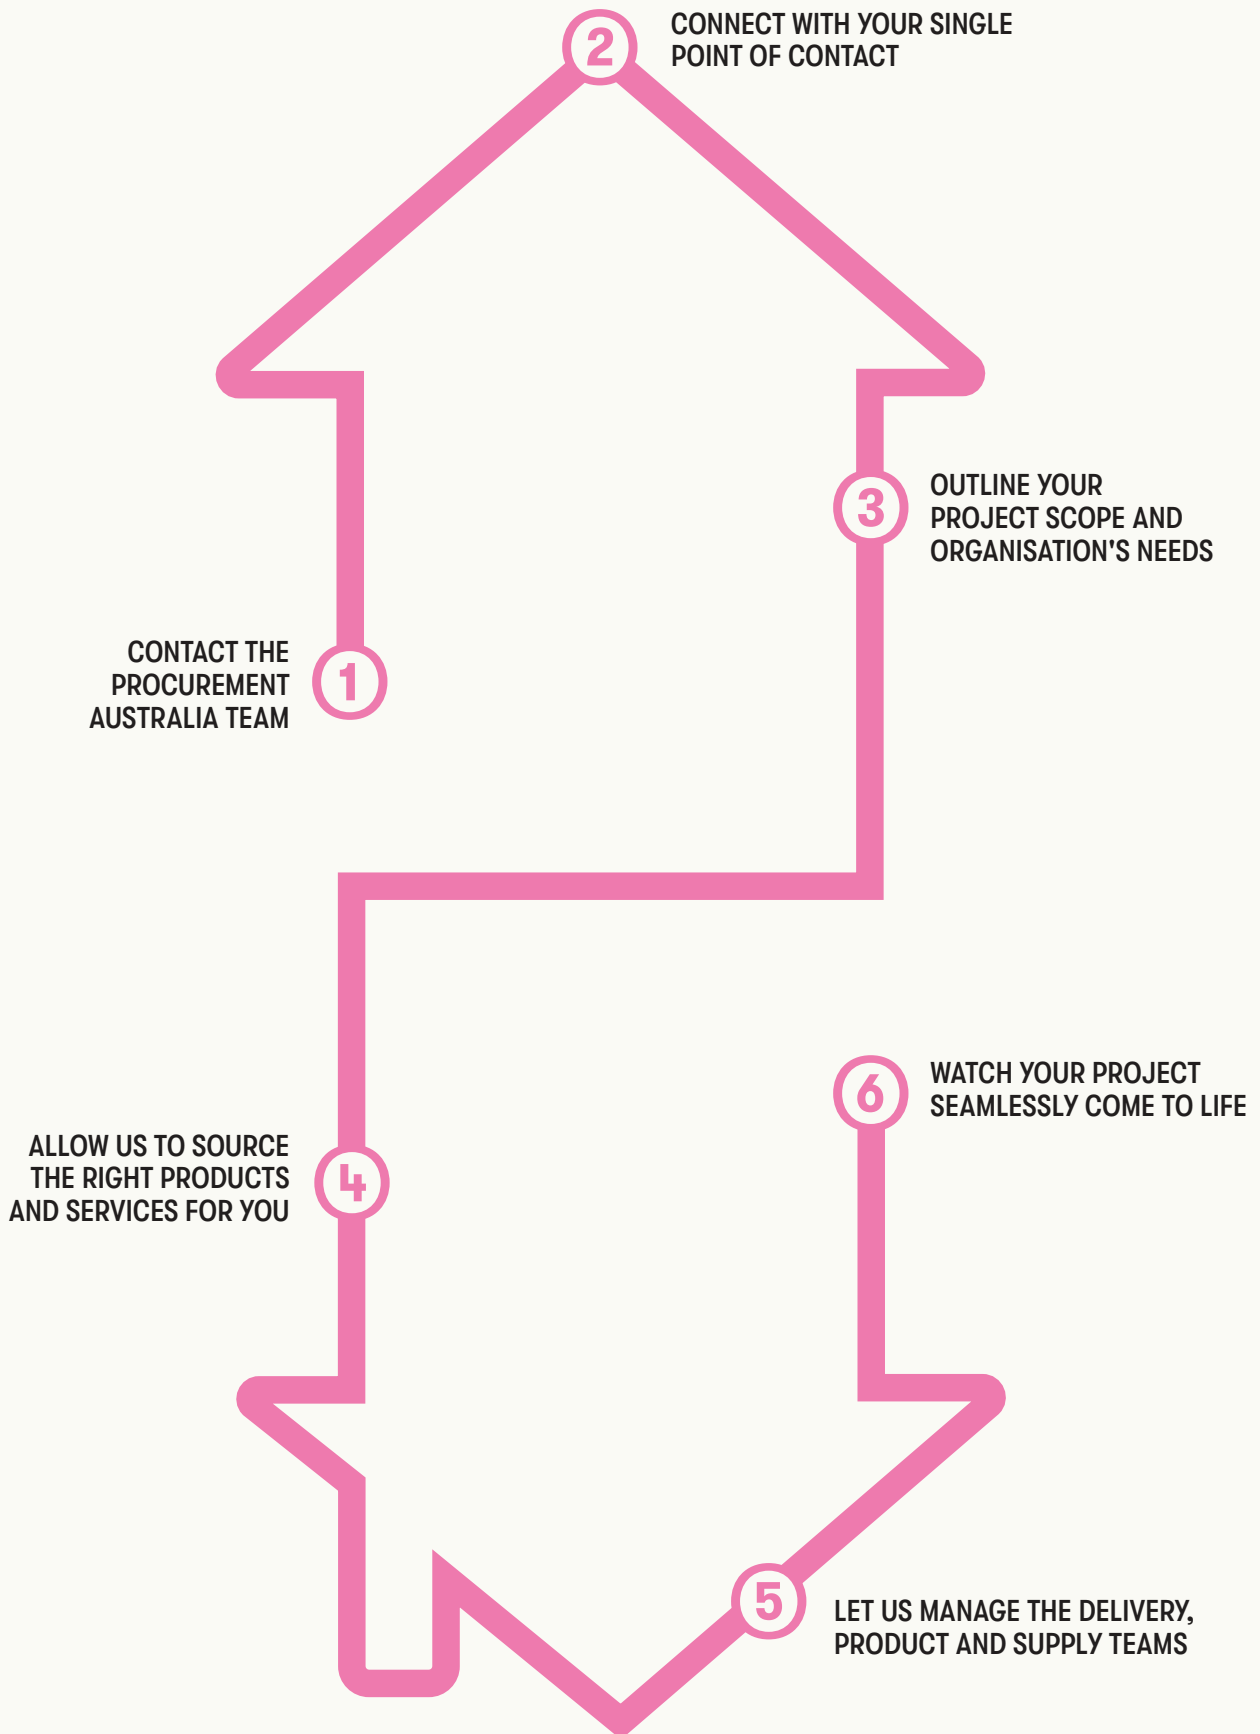 1
CONTACT THE
PROCUREMENT
AUSTRALIA TEAM
2
CONNECT WITH YOUR SINGLE
POINT OF CONTACT
3
OUTLINE YOUR
PROJECT SCOPE AND
ORGANISATION'S NEEDS
4
ALLOW US TO SOURCE
THE RIGHT PRODUCTS
AND SERVICES FOR YOU
5
LET US MANAGE THE DELIVERY,
PRODUCT AND SUPPLY TEAMS
6
WATCH YOUR PROJECT
SEAMLESSLY COME TO LIFE